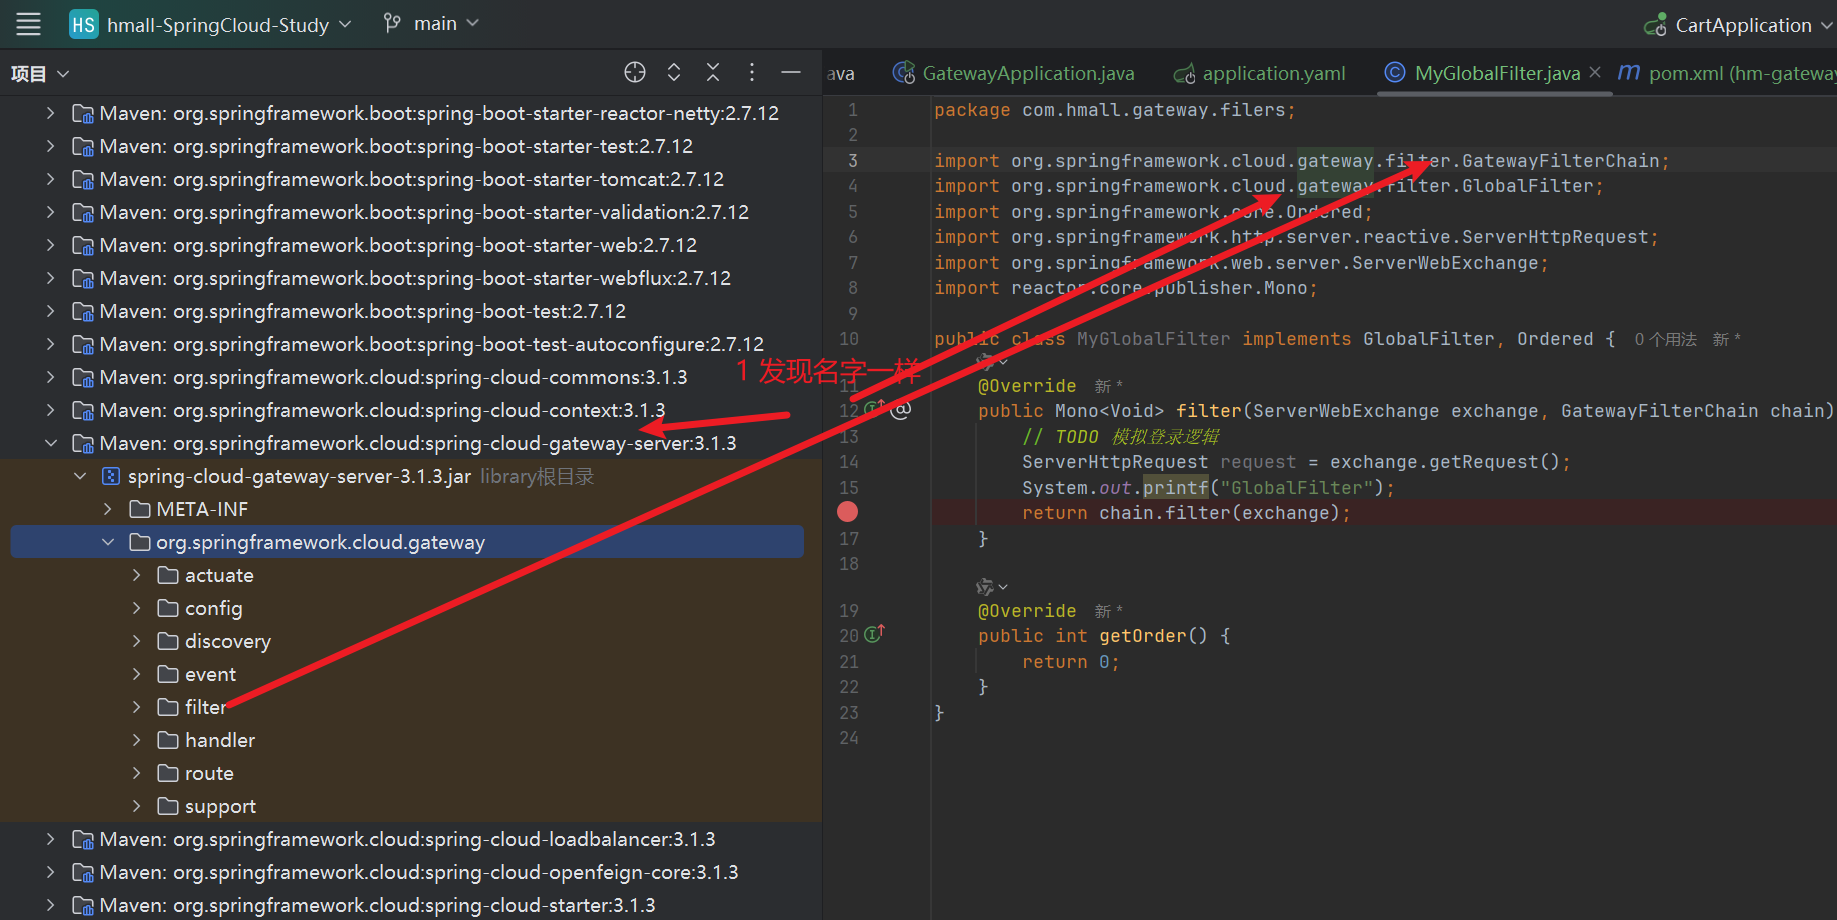 HS hmall-SpringCloud-Study main CartApplication
项目
ava GatewayApplication.java application.yaml MyGlobalFilter.java pom.xml (hm-gateway
Maven: org.springframework.boot:spring-boot-starter-reactor-netty:2.7.12
Maven: org.springframework.boot:spring-boot-starter-test:2.7.12
Maven: org.springframework.boot:spring-boot-starter-tomcat:2.7.12
Maven: org.springframework.boot:spring-boot-starter-validation:2.7.12
Maven: org.springframework.boot:spring-boot-starter-web:2.7.12
Maven: org.springframework.boot:spring-boot-starter-webflux:2.7.12
Maven: org.springframework.boot:spring-boot-test:2.7.12
Maven: org.springframework.boot:spring-boot-test-autoconfigure:2.7.12
Maven: org.springframework.cloud:spring-cloud-commons:3.1.3
Maven: org.springframework.cloud:spring-cloud-context:3.1.3
Maven: org.springframework.cloud:spring-cloud-gateway-server:3.1.3
spring-cloud-gateway-server-3.1.3.jar library根目录
META-INF
org.springframework.cloud.gateway
actuate
config
discovery
event
filter
handler
route
support
Maven: org.springframework.cloud:spring-cloud-loadbalancer:3.1.3
Maven: org.springframework.cloud:spring-cloud-openfeign-core:3.1.3
Maven: org.springframework.cloud:spring-cloud-starter:3.1.3
1 发现名字一样
1 package com.hmall.gateway.filers;
2
3 import org.springframework.cloud.gateway.filter.GatewayFilterChain;
4 import org.springframework.cloud.gateway.filter.GlobalFilter;
5 import org.springframework.core.Ordered;
6 import org.springframework.http.server.reactive.ServerHttpRequest;
7 import org.springframework.web.server.ServerWebExchange;
8 import reactor.core.publisher.Mono;
9
10 public class MyGlobalFilter implements GlobalFilter, Ordered { 0 个用法 新 *
11 @Override 新 *
12 public Mono<Void> filter(ServerWebExchange exchange, GatewayFilterChain chain)
13 // TODO 模拟登录逻辑
14 ServerHttpRequest request = exchange.getRequest();
15 System.out.printf("GlobalFilter");
return chain.filter(exchange);
17 }
18
19 @Override 新 *
20 public int getOrder() {
21 return 0;
22 }
23 }
24